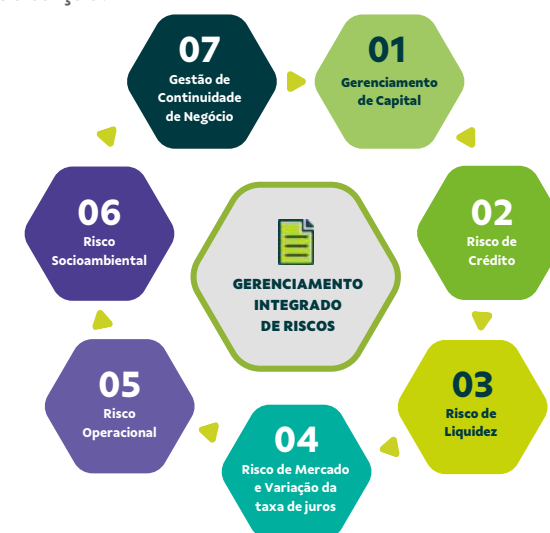 07
Gestão de
Continuidade
de Negócio
01
Gerenciamento
de Capital
06
Risco
Socioambiental
GERENCIAMENTO
INTEGRADO
DE RISCOS
02
Risco de
Crédito
05
Risco
Operacional
03
Risco de
Liquidez
04
Risco de Mercado
e Variação da
taxa de juros